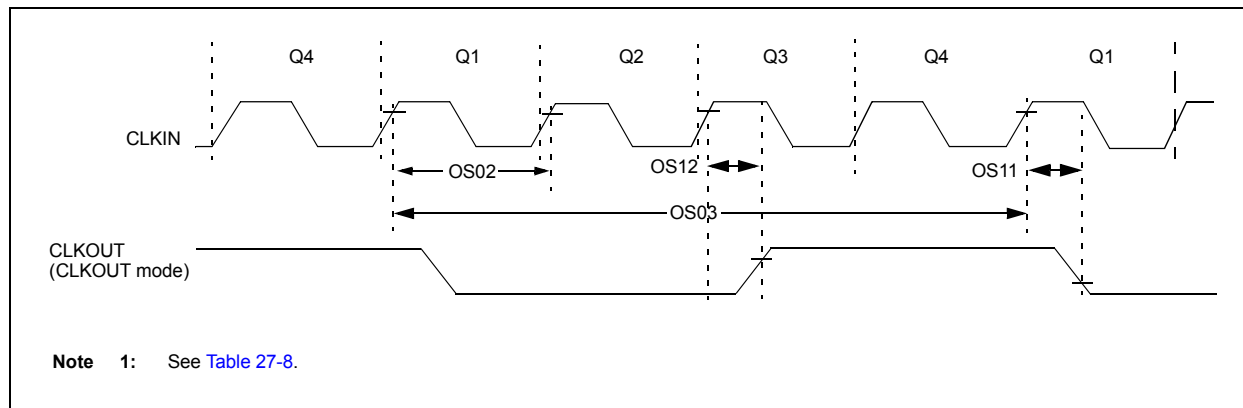 Q4 Q1 Q2 Q3 Q4 Q1
CLKIN
OS02 OS12 OS11
OS03
CLKOUT
(CLKOUT mode)
Note 1: See Table 27-8.